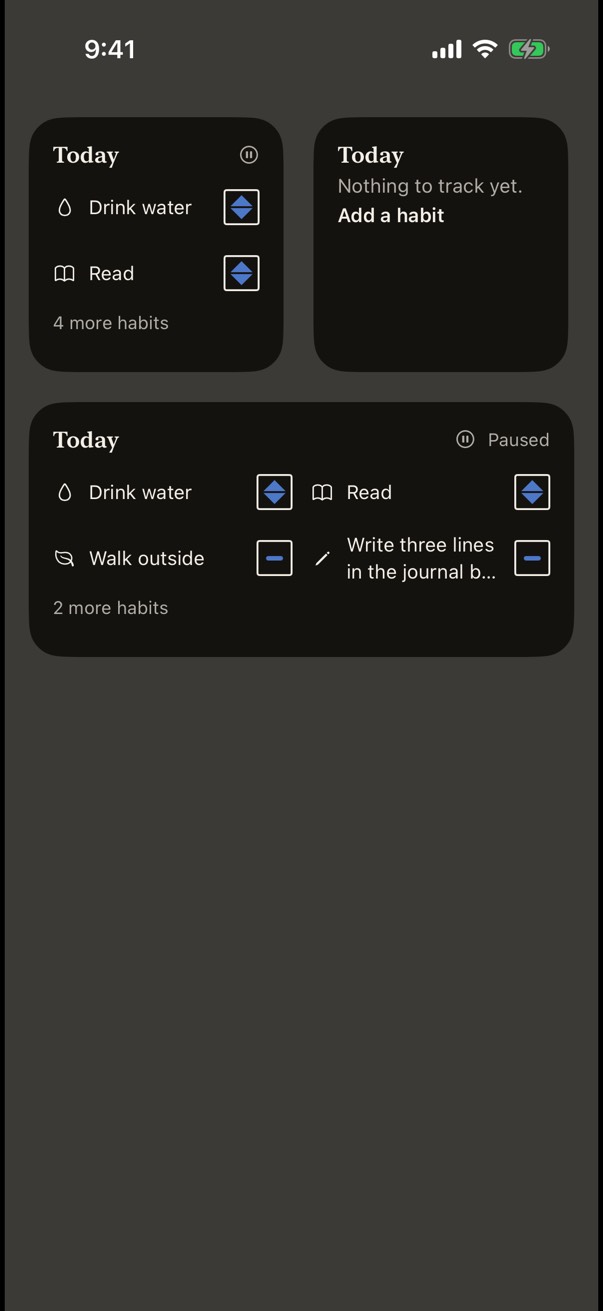 9:41
Today
Drink water
Read
4 more habits
Today
Nothing to track yet.
Add a habit
Today
Paused
Drink water
Read
Walk outside
Write three lines
in the journal b...
2 more habits